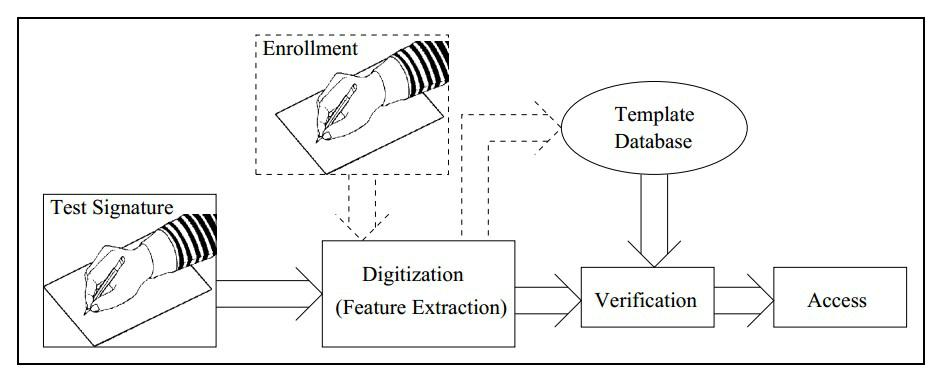 Enrollment
Template
Database
Test Signature
Digitization
(Feature Extraction)
Verification
Access